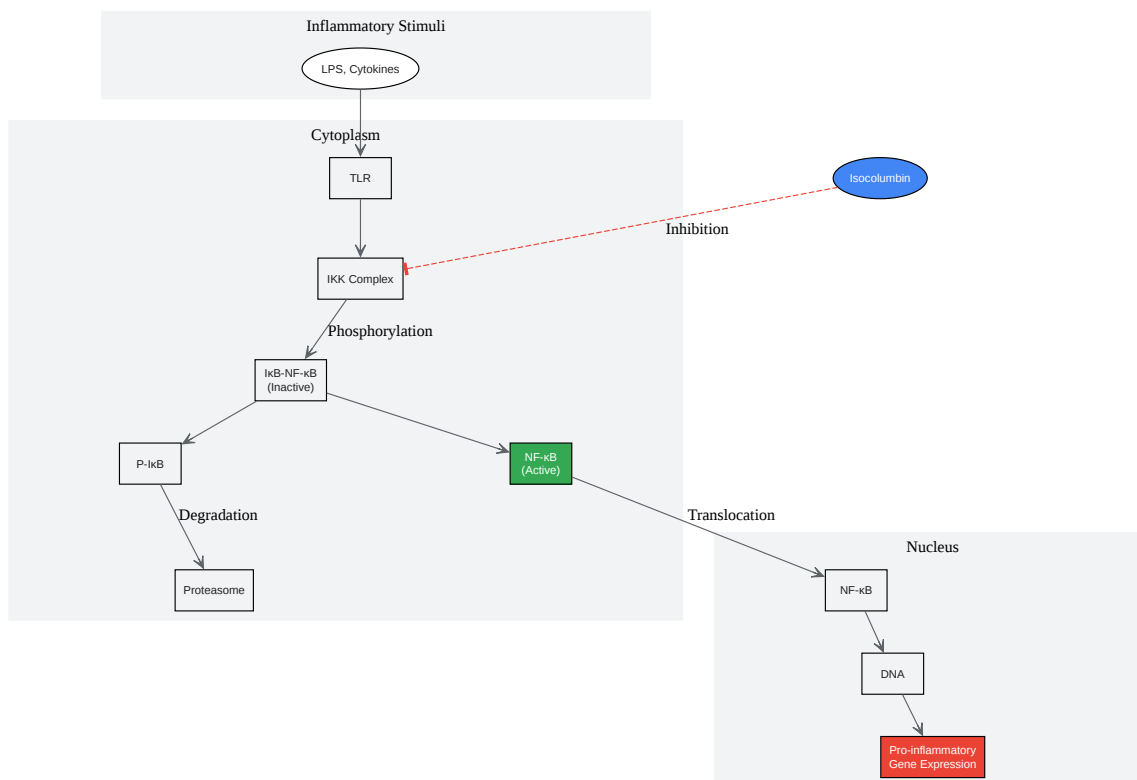 Inflammatory Stimuli
LPS, Cytokines
Cytoplasm
TLR
Isocolumbin
Inhibition
IKK Complex
Phosphorylation
IκB-NF-κB
(Inactive)
P-IκB
NF-κB
(Active)
Degradation
Translocation
Nucleus
Proteasome
NF-κB
DNA
Pro-inflammatory
Gene Expression